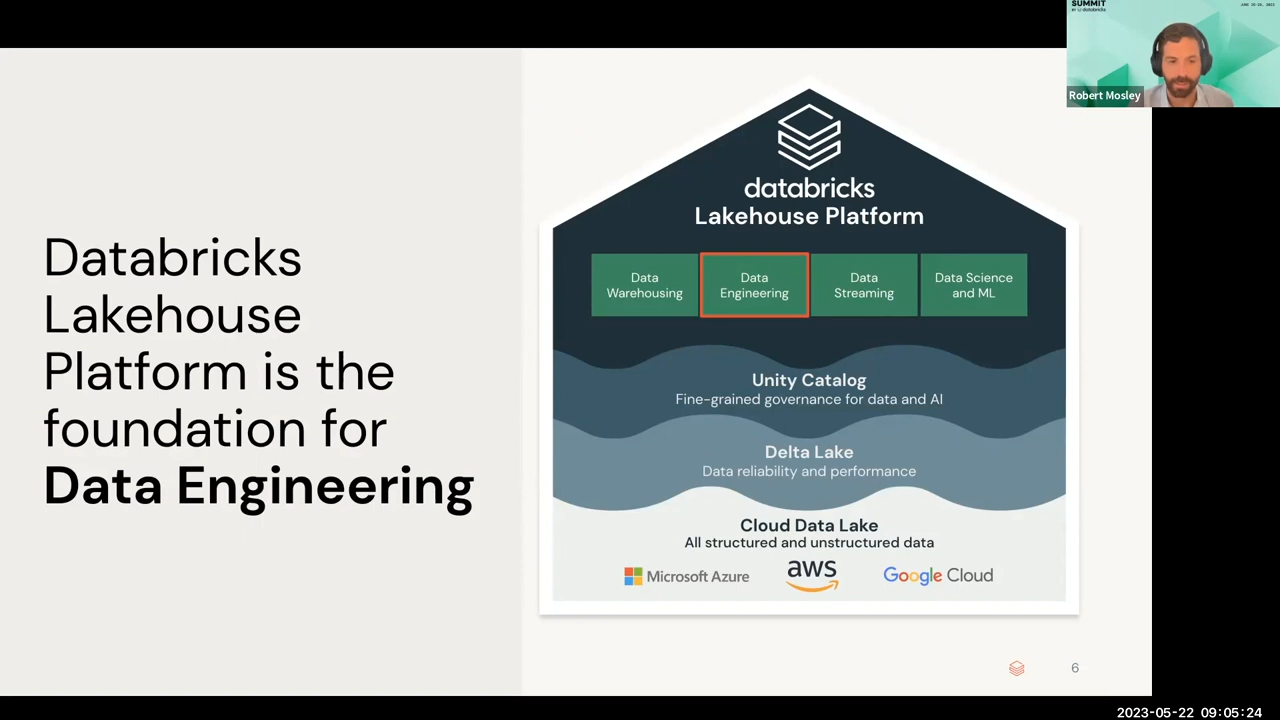 SUMMIT
BY databricks
Robert Mosley
Databricks
Lakehouse
Platform is the
foundation for
Data Engineering
databricks
Lakehouse Platform
Data
Warehousing
Data
Engineering
Data
Streaming
Data Science
and ML
Unity Catalog
Fine-grained governance for data and AI
Delta Lake
Data reliability and performance
Cloud Data Lake
All structured and unstructured data
Microsoft Azure
aws
Google Cloud
6
2023-05-22 09:05:24